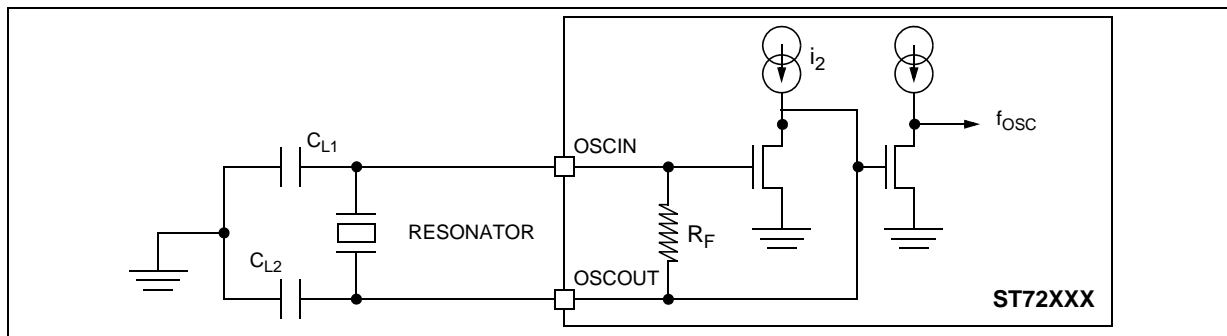 i2
fOSC
CL1
OSCIN
RESONATOR
RF
CL2
OSCOUT
ST72XXX